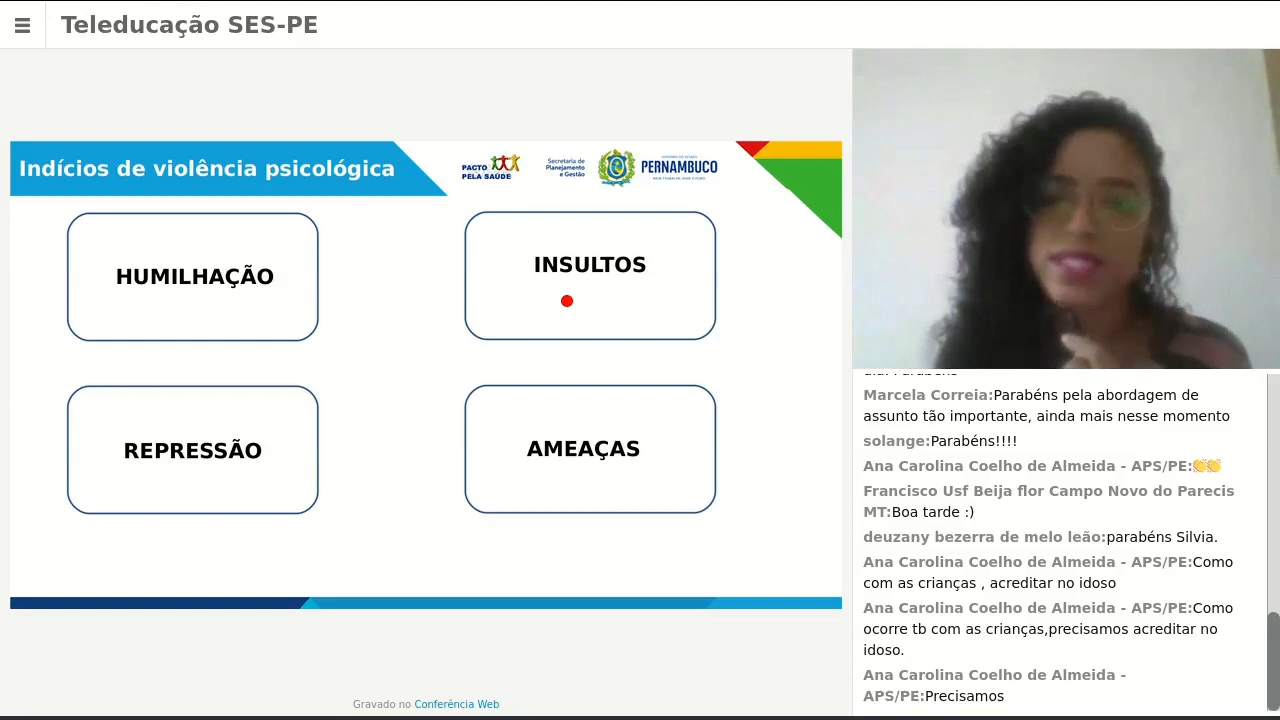 Teleducação SES-PE
Indícios de violência psicológica
PACTO
PELA SAÚDE
Secretaria de
Planejamento
e Gestão
PERNAMBUCO
HUMILHAÇÃO
INSULTOS
REPRESSÃO
AMEAÇAS
Gravado no Conferência Web
Marcela Correia:Parabéns pela abordagem de
assunto tão importante, ainda mais nesse momento
solange:Parabéns!!!!
Ana Carolina Coelho de Almeida - APS/PE:👏👏
Francisco Usf Beija flor Campo Novo do Parecis
MT:Boa tarde :)
deuzany bezerra de melo leão:parabéns Silvia.
Ana Carolina Coelho de Almeida - APS/PE:Como
com as crianças , acreditar no idoso
Ana Carolina Coelho de Almeida - APS/PE:Como
ocorre tb com as crianças,precisamos acreditar no
idoso.
Ana Carolina Coelho de Almeida -
APS/PE:Precisamos